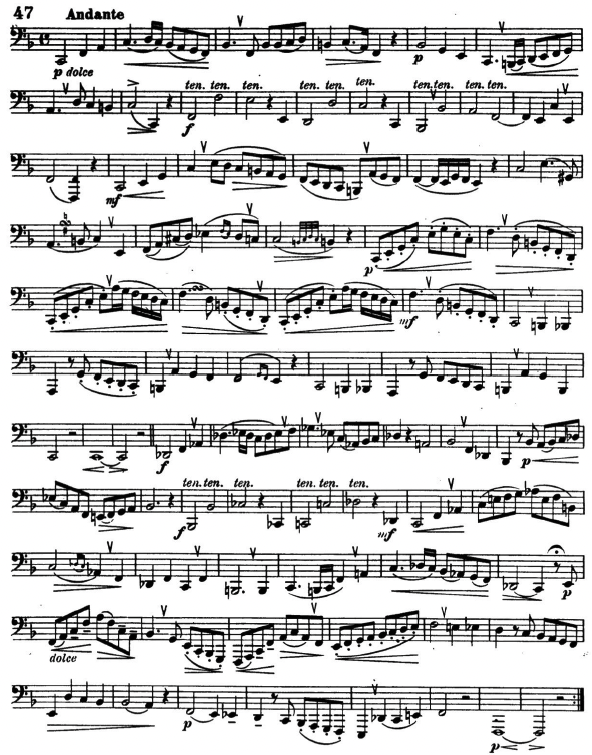 47 Andante
p dolce p
ten. ten. ten. ten. ten. ten. ten. ten. ten.
f
mf
p
mf
f p
ten. ten. ten. ten. ten. ten.
f mf
p
dolce
p
p